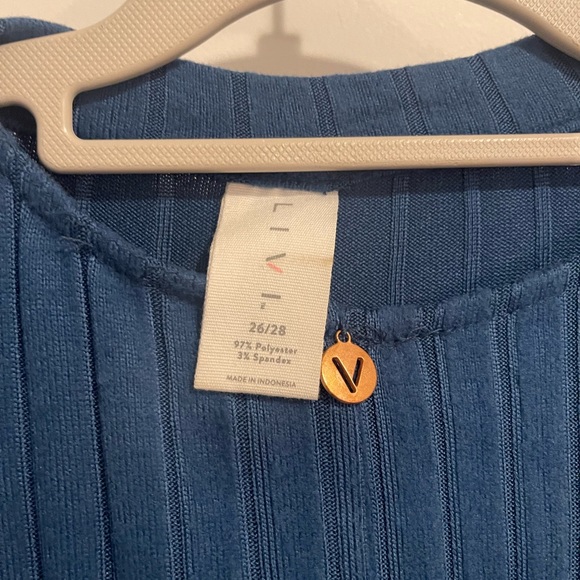 LIVI
26/28
97% Polyester
3% Spandex
MADE IN INDONESIA
V